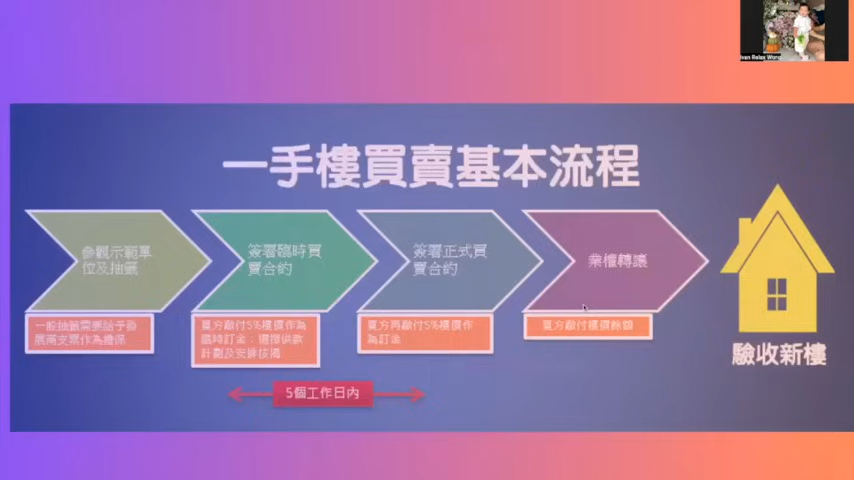 Ivan Relax Wong
一手樓買賣基本流程
參觀示範單
位及抽籤
簽署臨時買
賣合約
簽署正式買
賣合約
業權轉讓
一般抽籤需要給予發
展商支票作為擔保
買方繳付5%樓價作為
臨時訂金；選擇供款
計劃及安排按揭
買方再繳付5%樓價作
為訂金
買方繳付樓價餘額
5個工作日內
驗收新樓